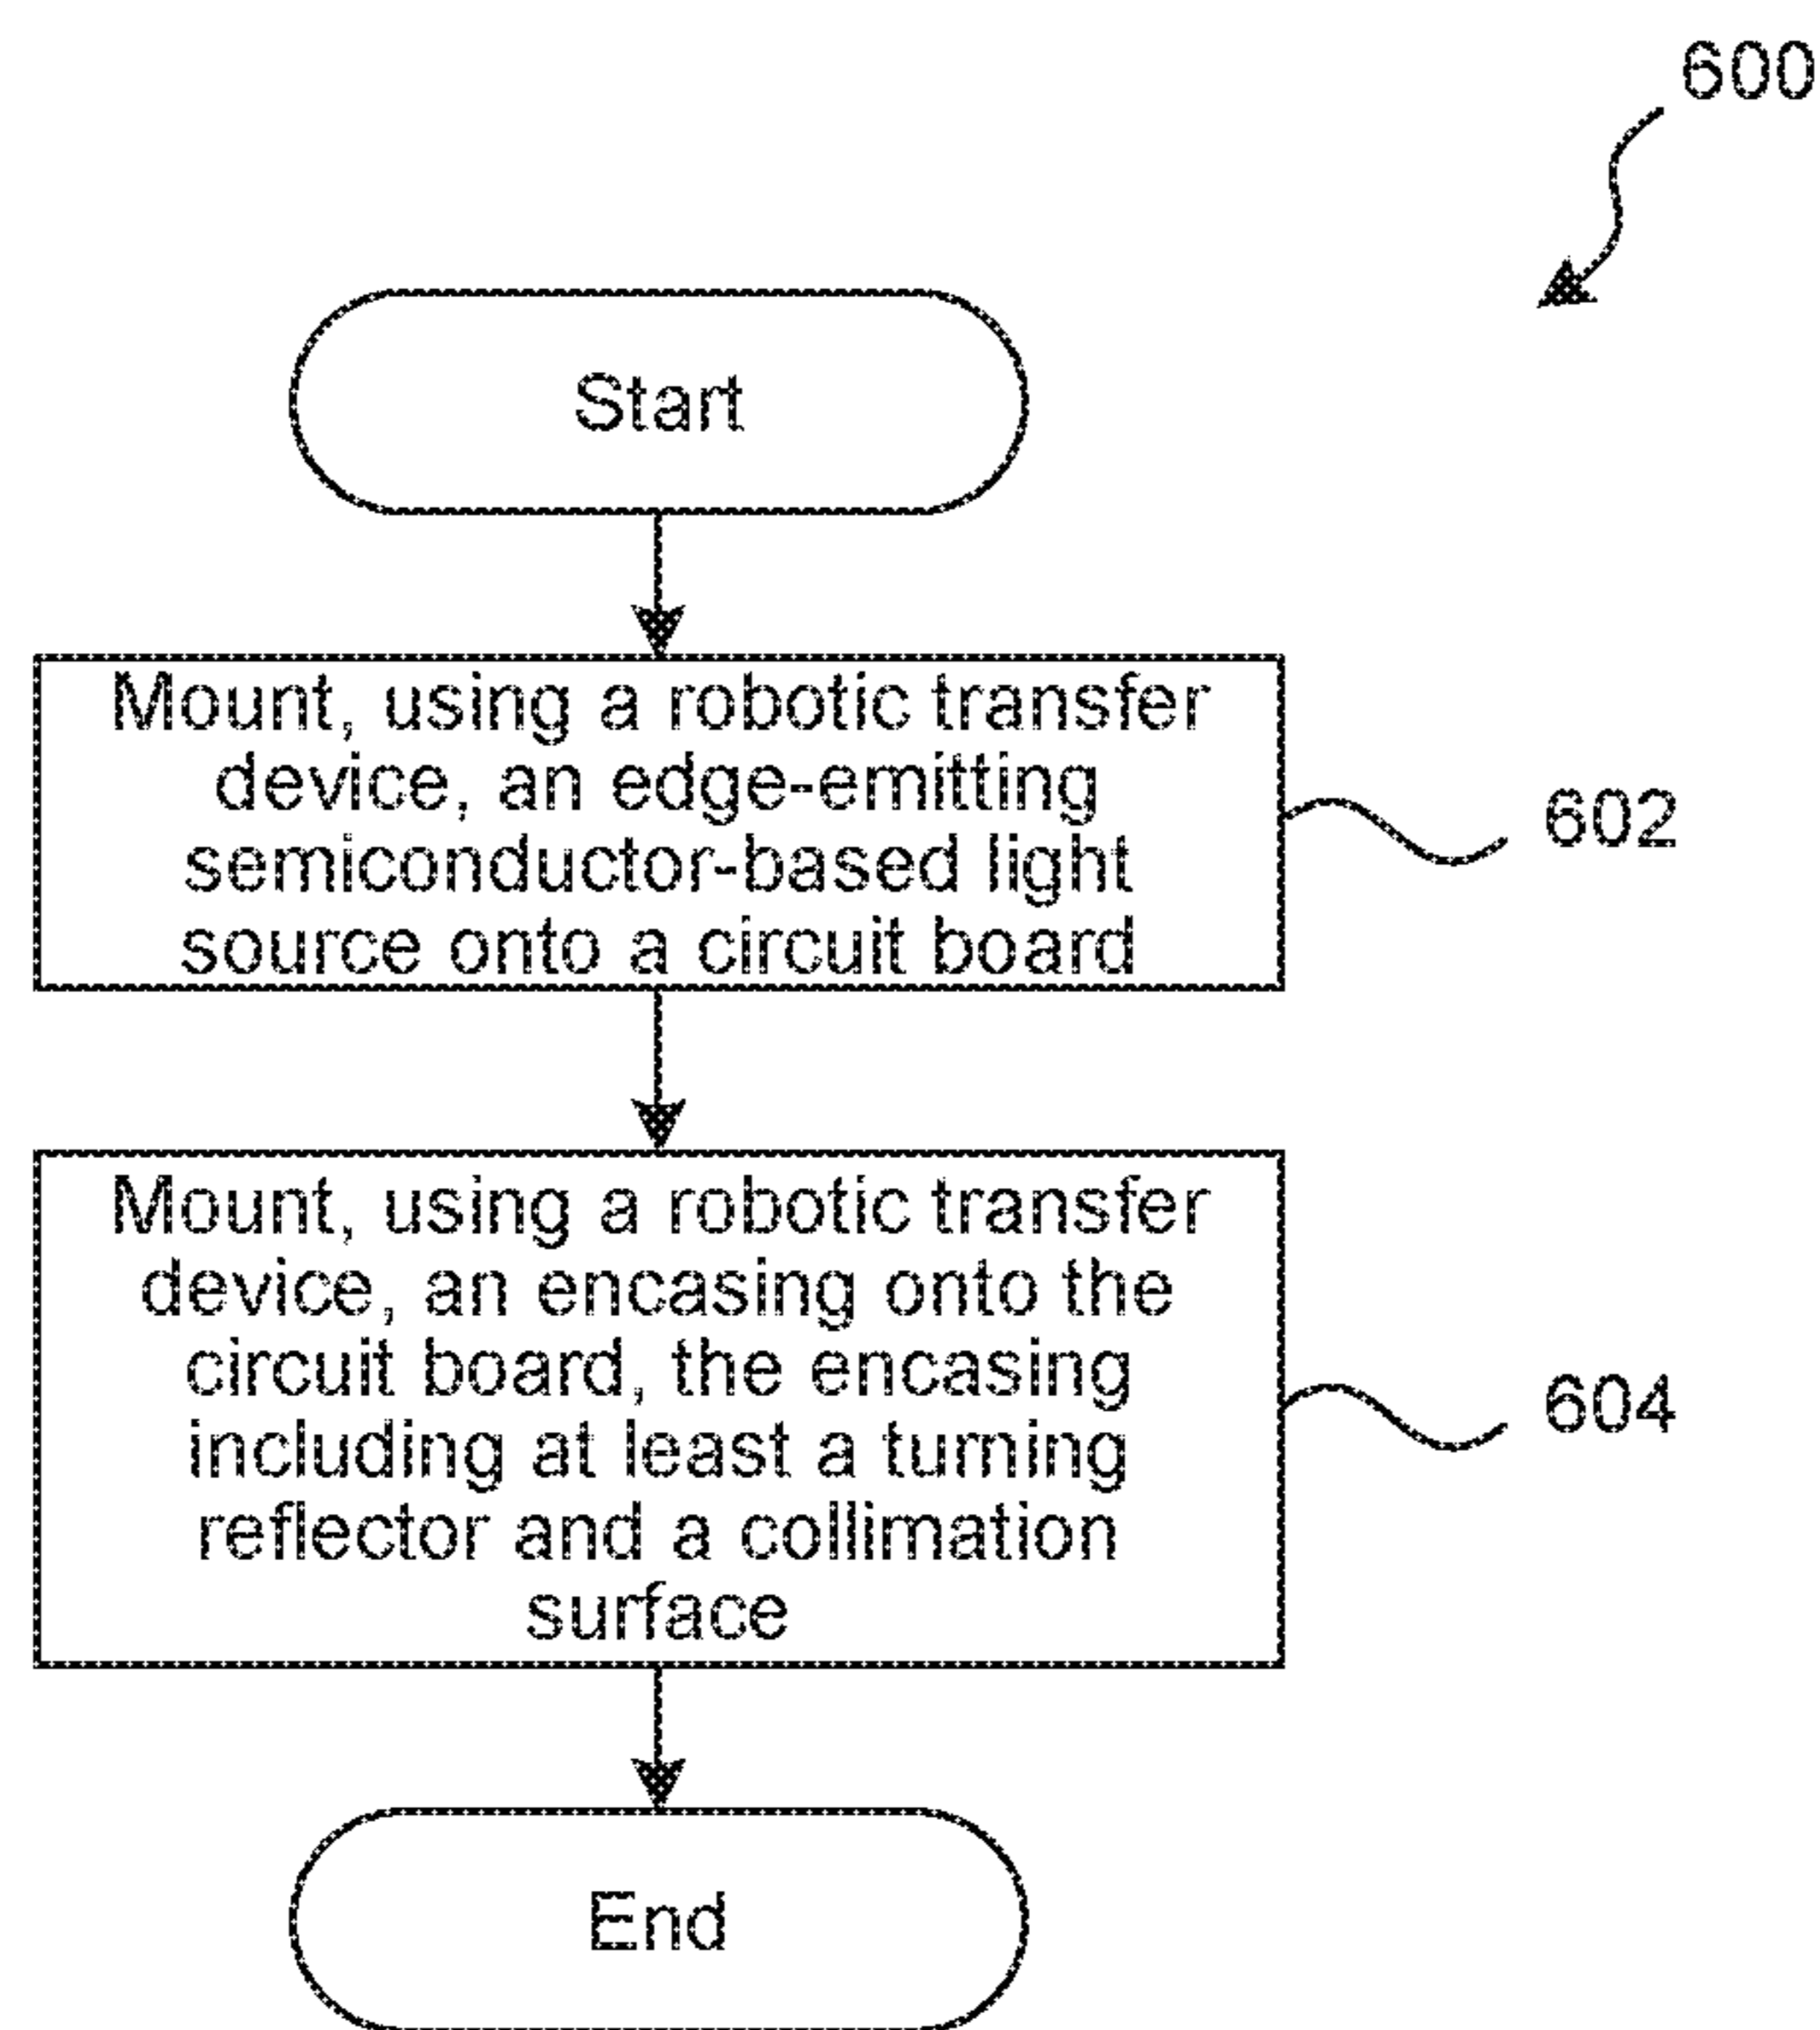 600
Start
Mount, using a robotic transfer
device, an edge-emitting
semiconductor-based light
source onto a circuit board
602
Mount, using a robotic transfer
device, an encasing onto the
circuit board, the encasing
including at least a turning
reflector and a collimation
surface
604
End